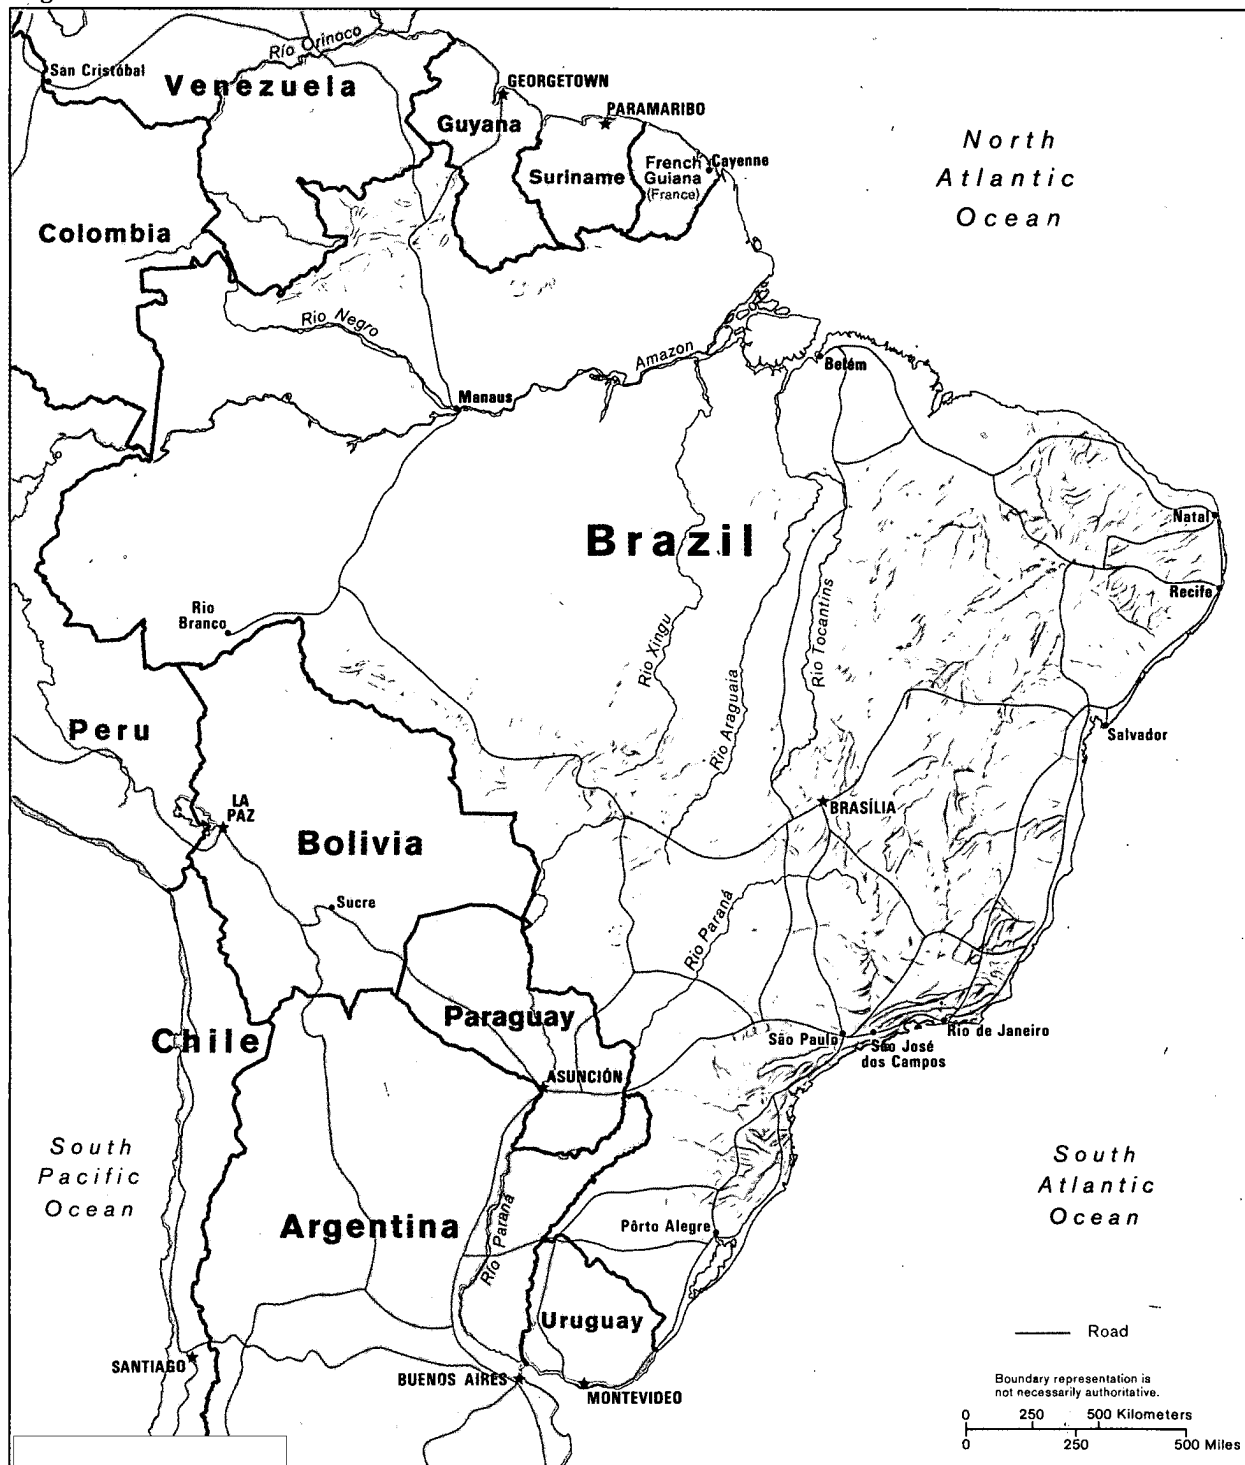 Río Orinoco
San Cristóbal
Venezuela
GEORGETOWN
PARAMARIBO
Guyana
French
Guiana
(France)
Cayenne
Suriname
North
Atlantic
Ocean
Colombia
Rio Negro
Amazon
Belém
Manaus
Brazil
Natal
Recife
Rio
Branco
Rio Xingu
Rio Tocantins
Rio Araguaia
Peru
Salvador
LA
PAZ
BRASÍLIA
Bolivia
Sucre
Rio Paraná
Paraguay
Chile
São Paulo
São José
dos Campos
Rio de Janeiro
ASUNCIÓN
South
Pacific
Ocean
South
Atlantic
Ocean
Argentina
Río Paraná
Pôrto Alegre
Uruguay
Road
SANTIAGO
BUENOS AIRES
MONTEVIDEO
Boundary representation is
not necessarily authoritative.
0 250 500 Kilometers
0 250 500 Miles